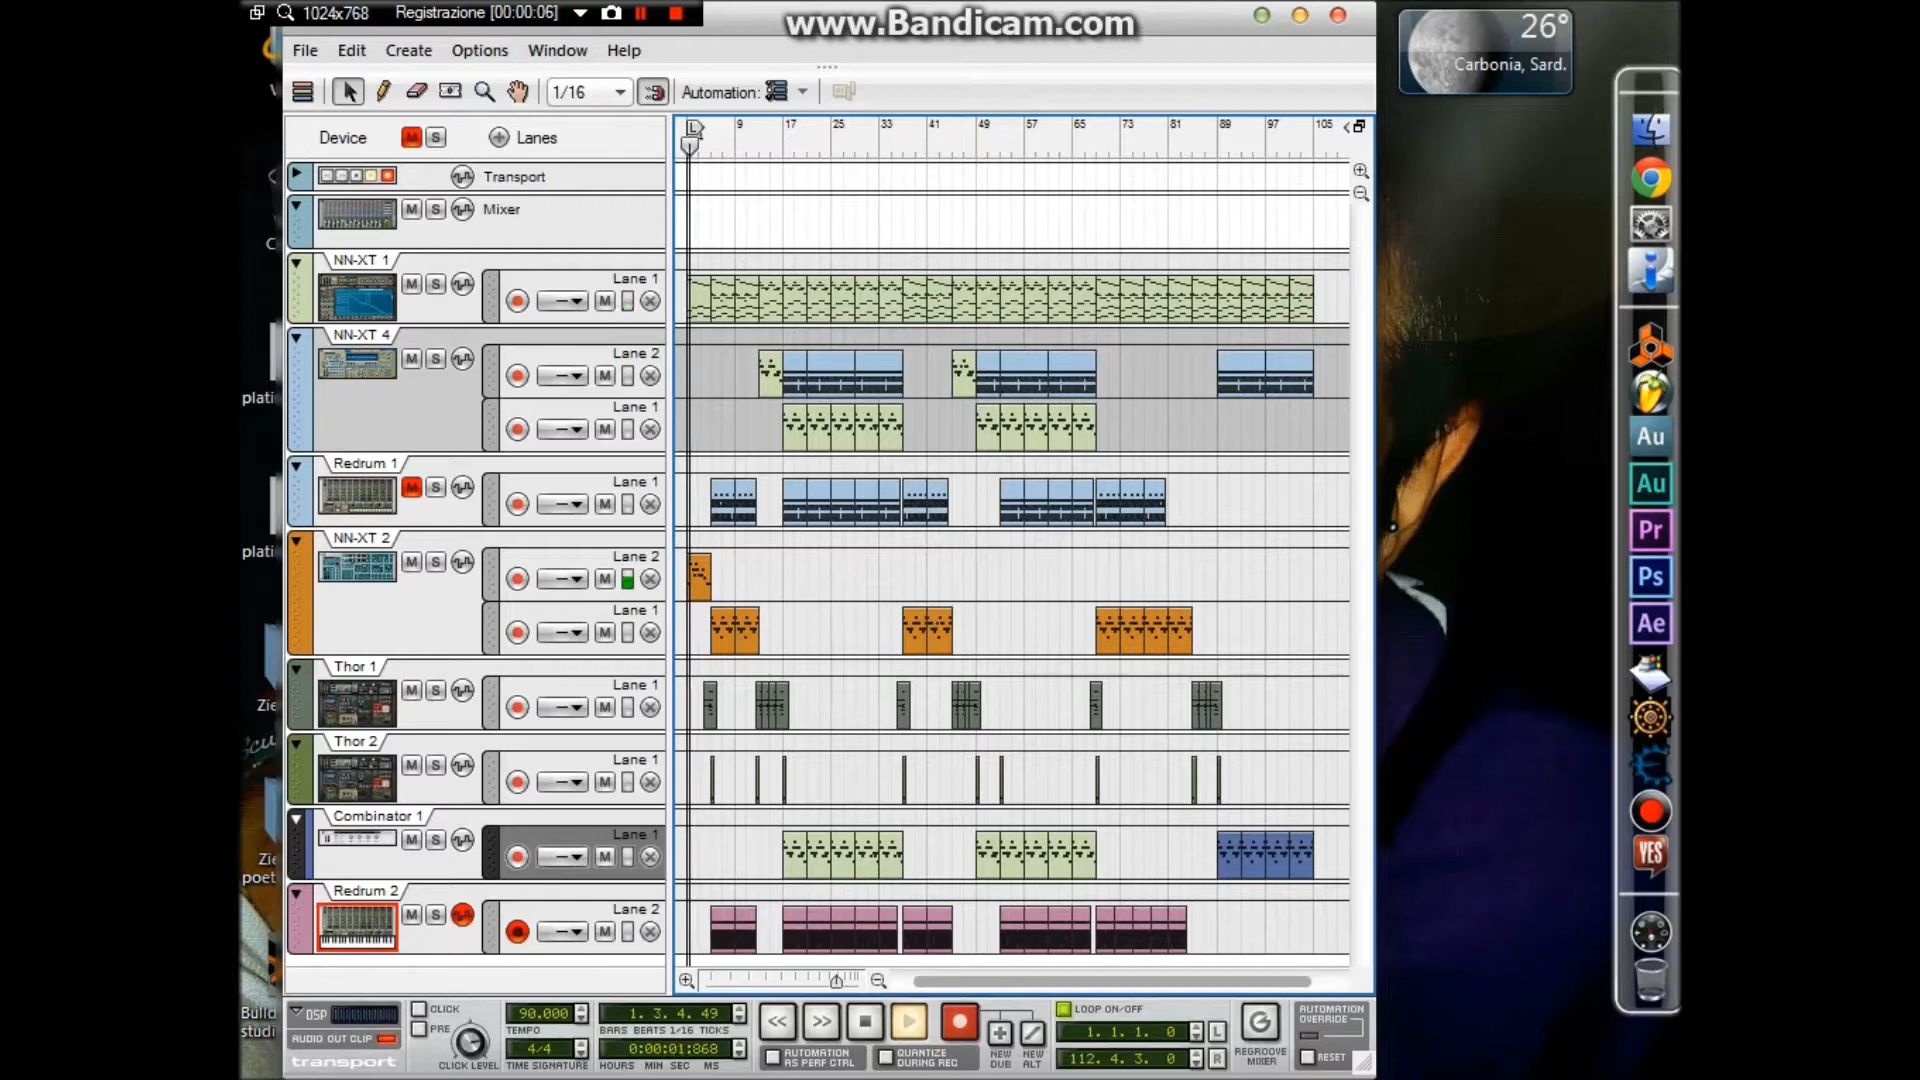 1024x768 Registrazione [00:00:06]
www.Bandicam.com
26°
Carbonia, Sard.
File Edit Create Options Window Help
1/16 Automation:
Device M S Lanes
9 17 25 33 41 49 57 65 73 81 89 97 105
L
Transport
M S Mixer
NN-XT 1
M S Lane 1
M
NN-XT 4
M S Lane 2
M
Lane 1
M
Redrum 1
M S Lane 1
M
NN-XT 2
M S Lane 2
M
Lane 1
M
Thor 1
M S Lane 1
M
Thor 2
M S Lane 1
M
Combinator 1
M S Lane 1
M
Redrum 2
M S Lane 2
M
plati
plati
Zie
Zie
poet
Build
studi
Au
Au
Pr
Ps
Ae
YES
DSP
AUDIO OUT CLIP
transport
CLICK
PRE
CLICK LEVEL
90.000
TEMPO
4/4
TIME SIGNATURE
1. 3. 4. 49
BARS BEATS 1/16 TICKS
0:00:01:868
HOURS MIN SEC MS
AUTOMATION
AS PERF CTRL
QUANTIZE
DURING REC
NEW
DUB
NEW
ALT
LOOP ON/OFF
1. 1. 1. 0 L
112. 4. 3. 0 R
REGROOVE
MIXER
AUTOMATION
OVERRIDE
RESET